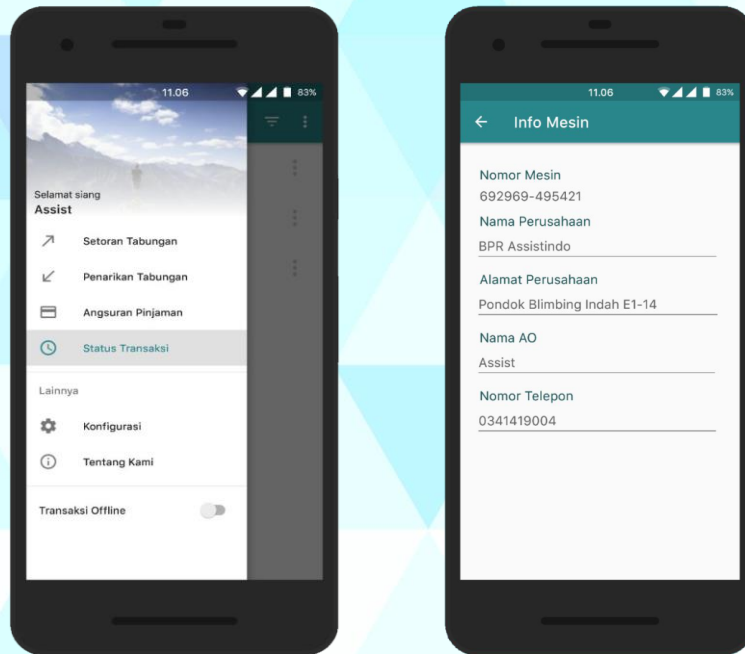 11.06
83%
Selamat siang
Assist
Setoran Tabungan
Penarikan Tabungan
Angsuran Pinjaman
Status Transaksi
Lainnya
Konfigurasi
Tentang Kami
Transaksi Offline
11.06
83%
Info Mesin
Nomor Mesin
692969-495421
Nama Perusahaan
BPR Assistindo
Alamat Perusahaan
Pondok Blimbing Indah E1-14
Nama AO
Assist
Nomor Telepon
0341419004